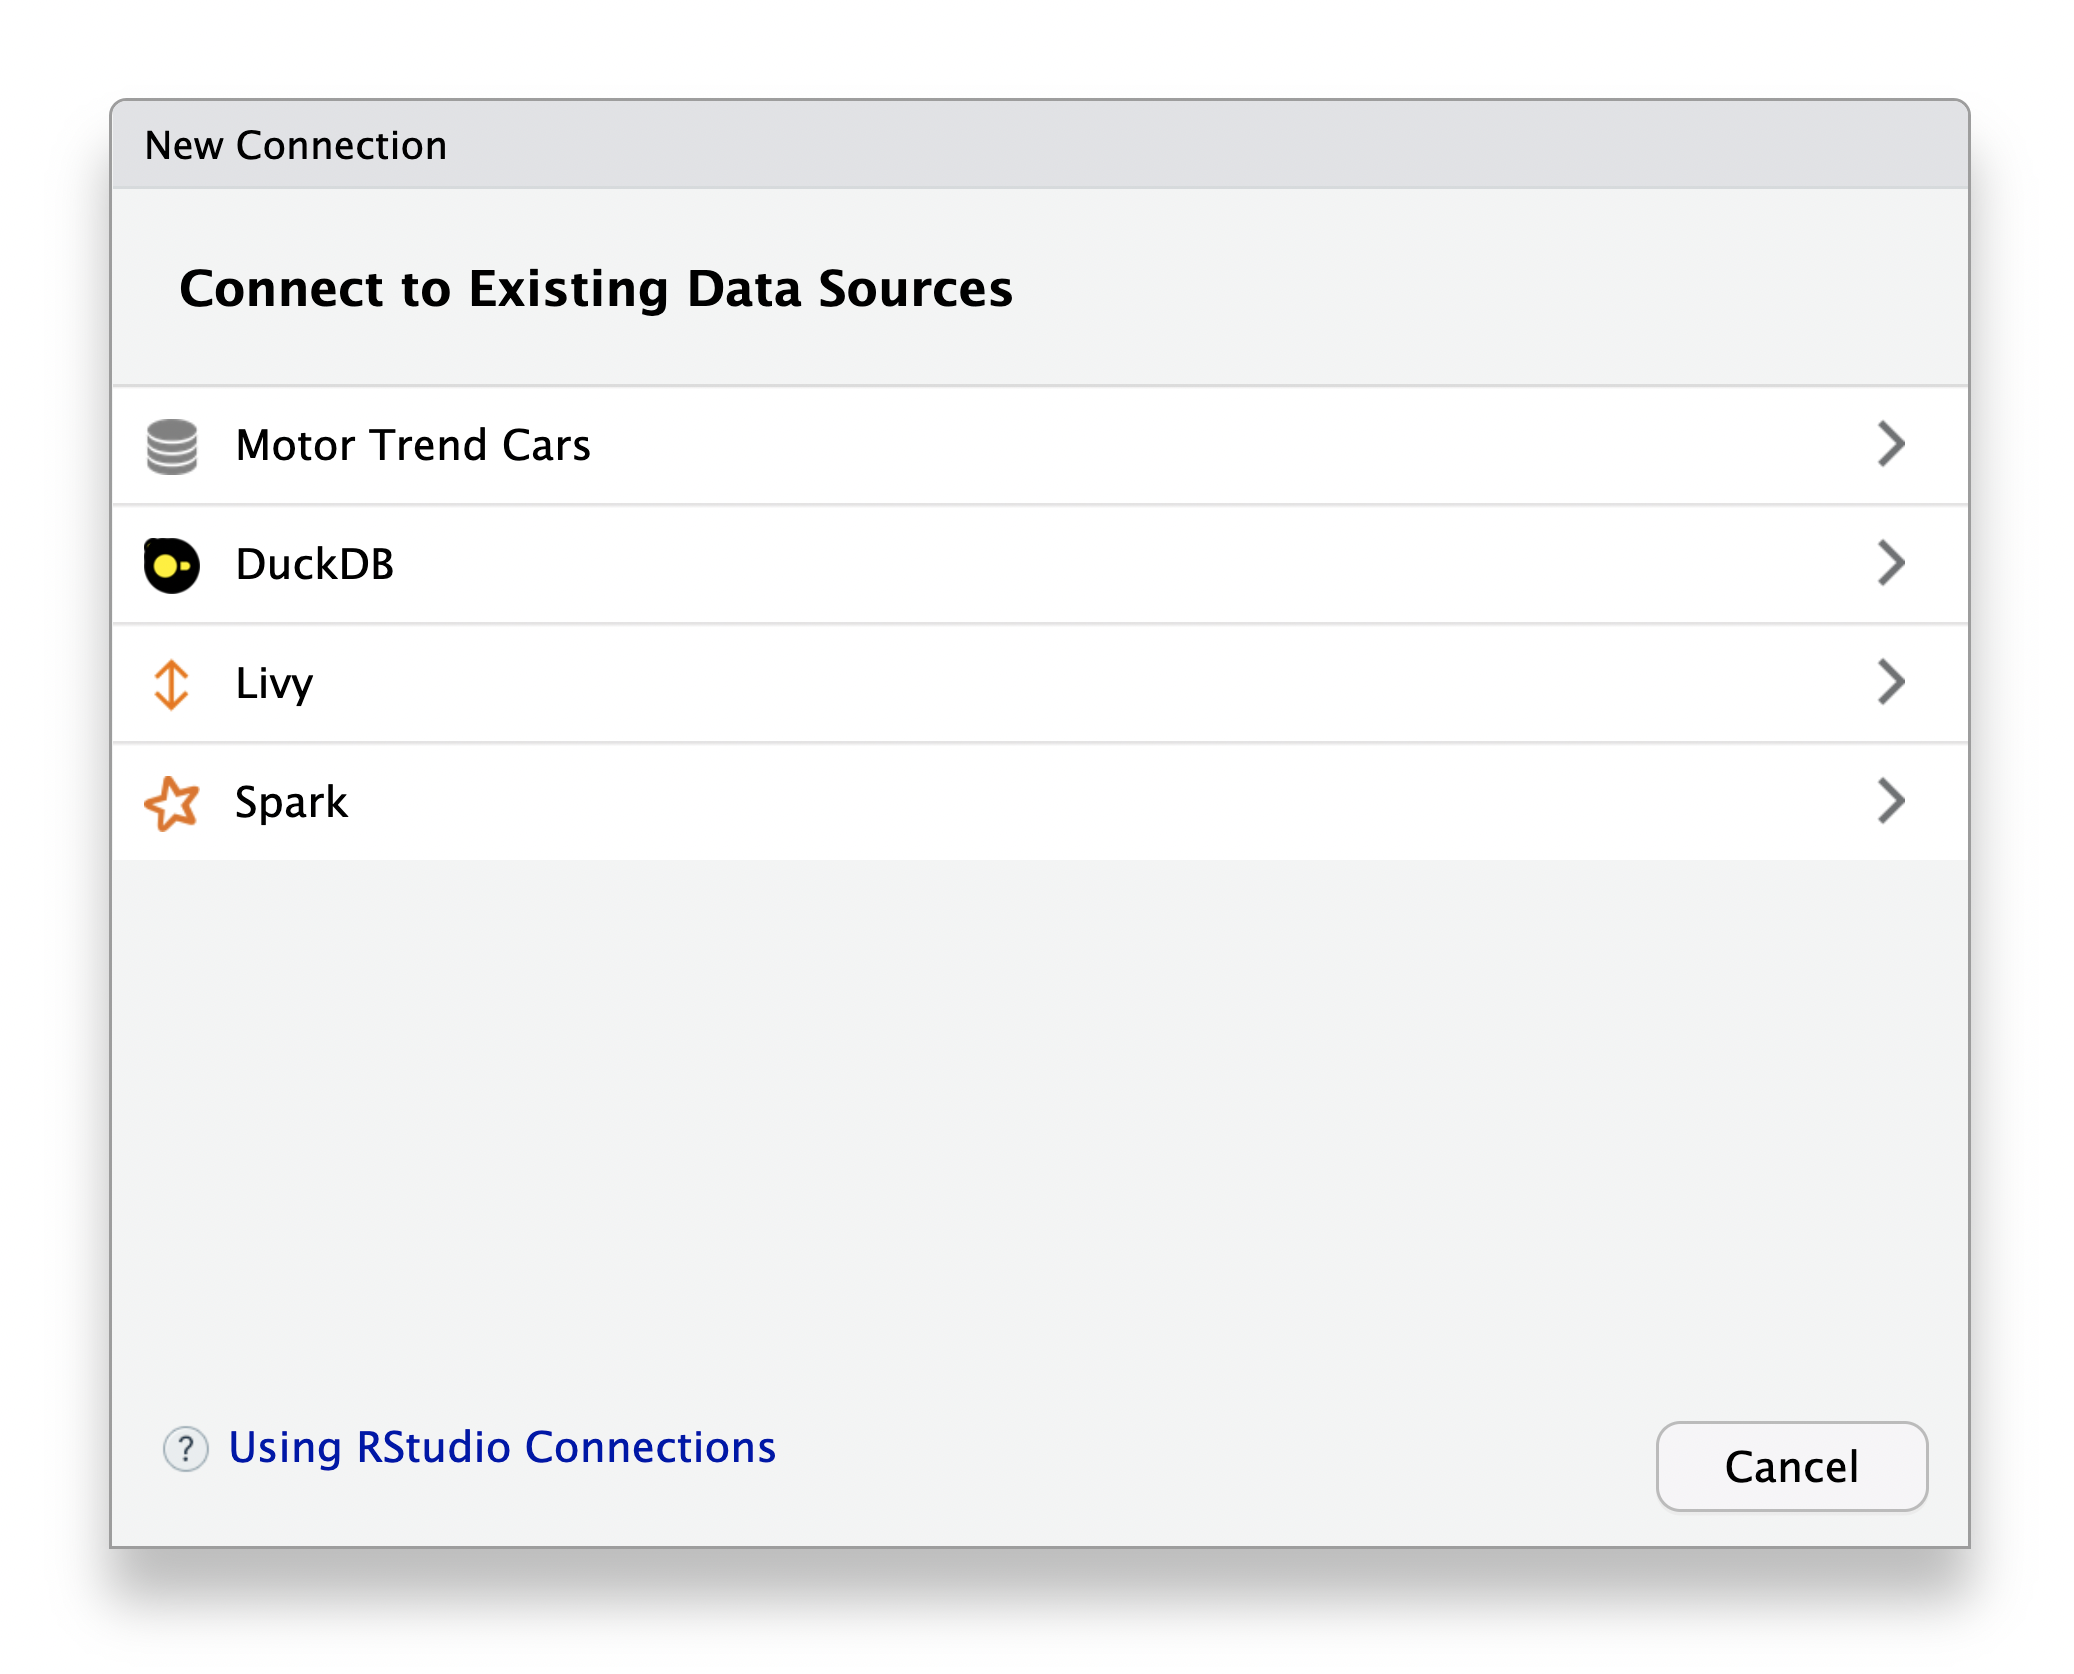 New Connection
Connect to Existing Data Sources
Motor Trend Cars
DuckDB
Livy
Spark
? Using RStudio Connections
Cancel